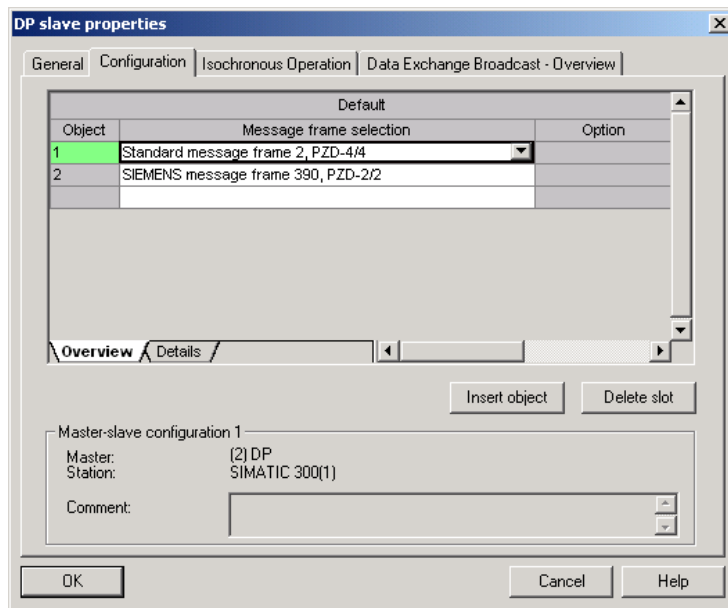 DP slave properties
General Configuration Isochronous Operation Data Exchange Broadcast - Overview
Default
Object Message frame selection Option
1 Standard message frame 2, PZD-4/4
2 SIEMENS message frame 390, PZD-2/2
Overview Details
Insert object Delete slot
Master-slave configuration 1
Master: (2) DP
Station: SIMATIC 300(1)
Comment:
OK Cancel Help